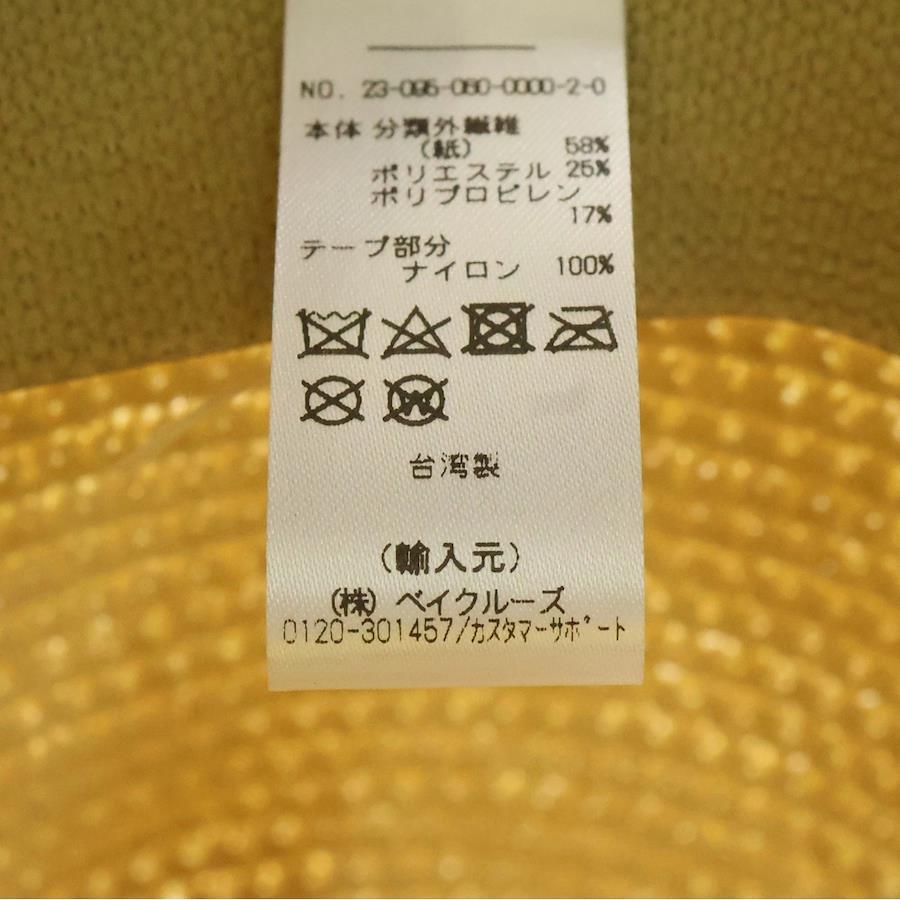 NO. 23-095-080-0000-2-0
本体 分類外繊維
(紙) 58%
ポリエステル 25%
ポリプロピレン
17%
テープ部分
ナイロン 100%
台湾製
(輸入元)
(株) ベイクルーズ
0120-301457/カスタマーサポート